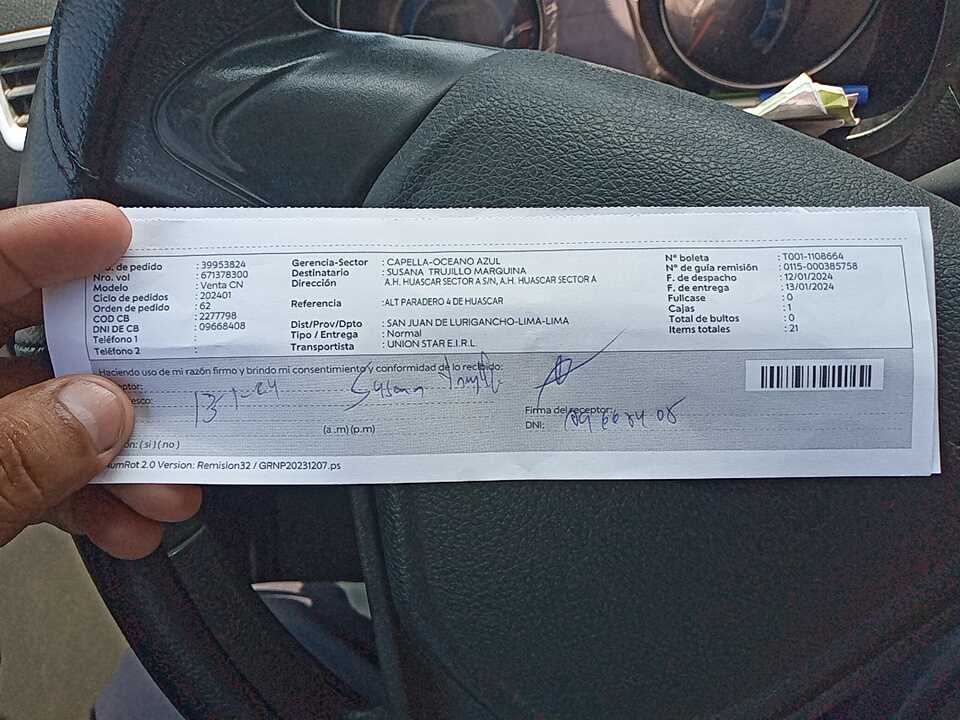 o. de pedido : 39953824
Nro. vol : 671378300
Modelo : Venta CN
Ciclo de pedidos : 202401
Orden de pedido : 62
COD CB : 2277798
DNI DE CB : 09668408
Teléfono 1 :
Teléfono 2 :
Gerencia-Sector : CAPELLA-OCEANO AZUL
Destinatario : SUSANA TRUJILLO MARQUINA
Dirección : A.H. HUASCAR SECTOR A S/N, A.H. HUASCAR SECTOR A
Referencia : ALT PARADERO 4 DE HUASCAR
Dist/Prov/Dpto : SAN JUAN DE LURIGANCHO-LIMA-LIMA
Tipo / Entrega : Normal
Transportista : UNION STAR E.I.R.L
N° boleta : T001-1108664
N° de guía remisión : 0115-000385758
F. de despacho : 12/01/2024
F. de entrega : 13/01/2024
Fullcase : 0
Cajas : 1
Total de bultos : 0
Items totales : 21
Haciendo uso de mi razón firmo y brindo mi consentimiento y conformidad de lo recibido:
ptor:
esco:
13-1-24 Susana
(a .m) (p.m)
Firma del receptor:
DNI:
ón: ( si ) ( no )
umRot 2.0 Version: Remision32 / GRNP20231207.ps